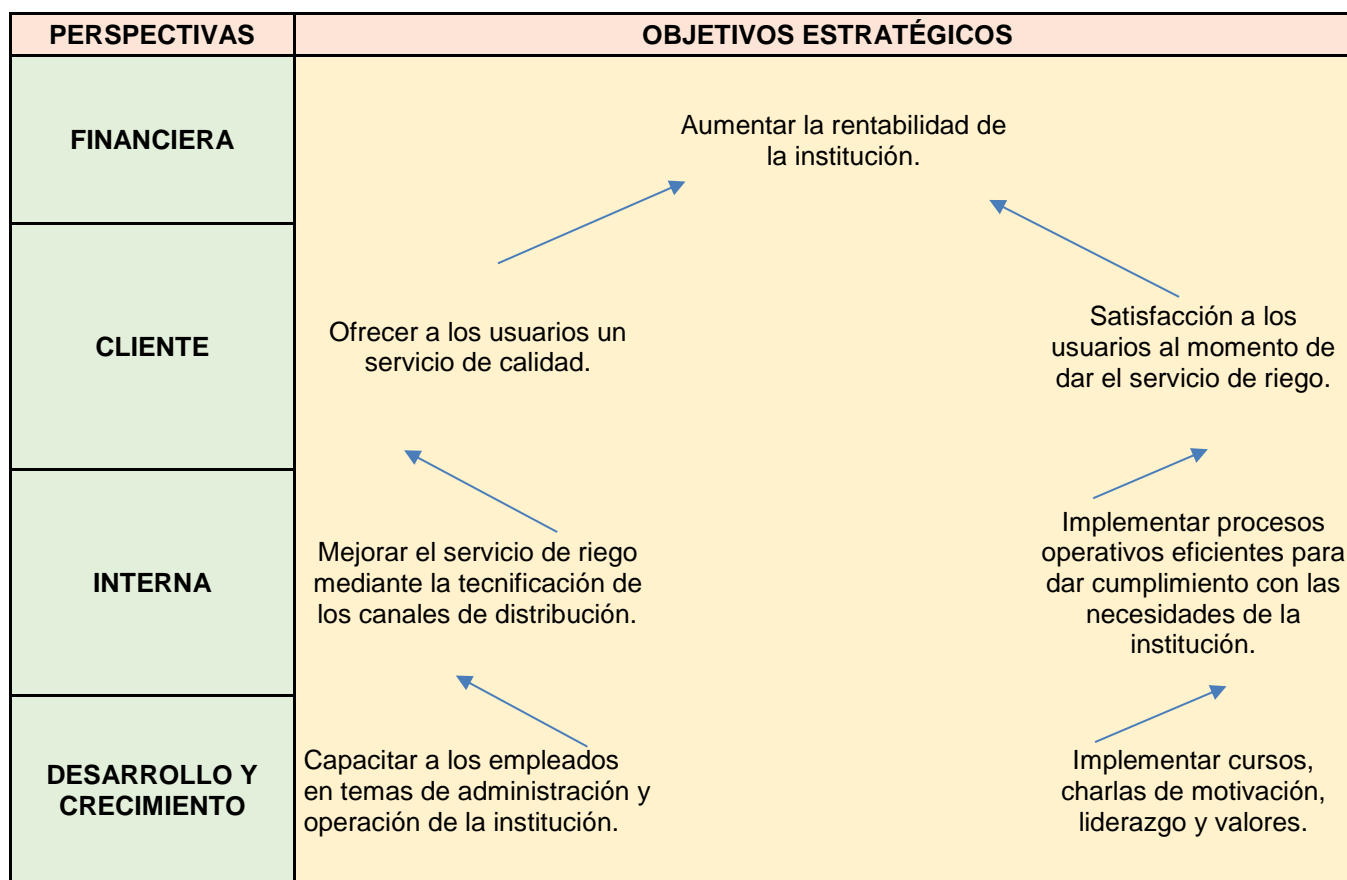 PERSPECTIVAS
OBJETIVOS ESTRATÉGICOS
FINANCIERA
Aumentar la rentabilidad de
la institución.
CLIENTE
Ofrecer a los usuarios un
servicio de calidad.
Satisfacción a los
usuarios al momento de
dar el servicio de riego.
INTERNA
Mejorar el servicio de riego
mediante la tecnificación de
los canales de distribución.
Implementar procesos
operativos eficientes para
dar cumplimiento con las
necesidades de la
institución.
DESARROLLO Y
CRECIMIENTO
Capacitar a los empleados
en temas de administración y
operación de la institución.
Implementar cursos,
charlas de motivación,
liderazgo y valores.